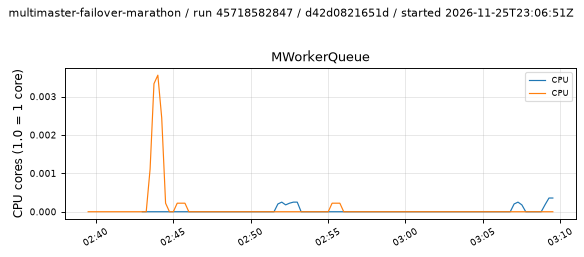 multimaster-failover-marathon / run 45718582847 / d42d0821651d / started 2026-11-25T23:06:51Z
MWorkerQueue
CPU
CPU
CPU cores (1.0 = 1 core)
0.003
0.002
0.001
0.000
02:40
02:45
02:50
02:55
03:00
03:05
03:10